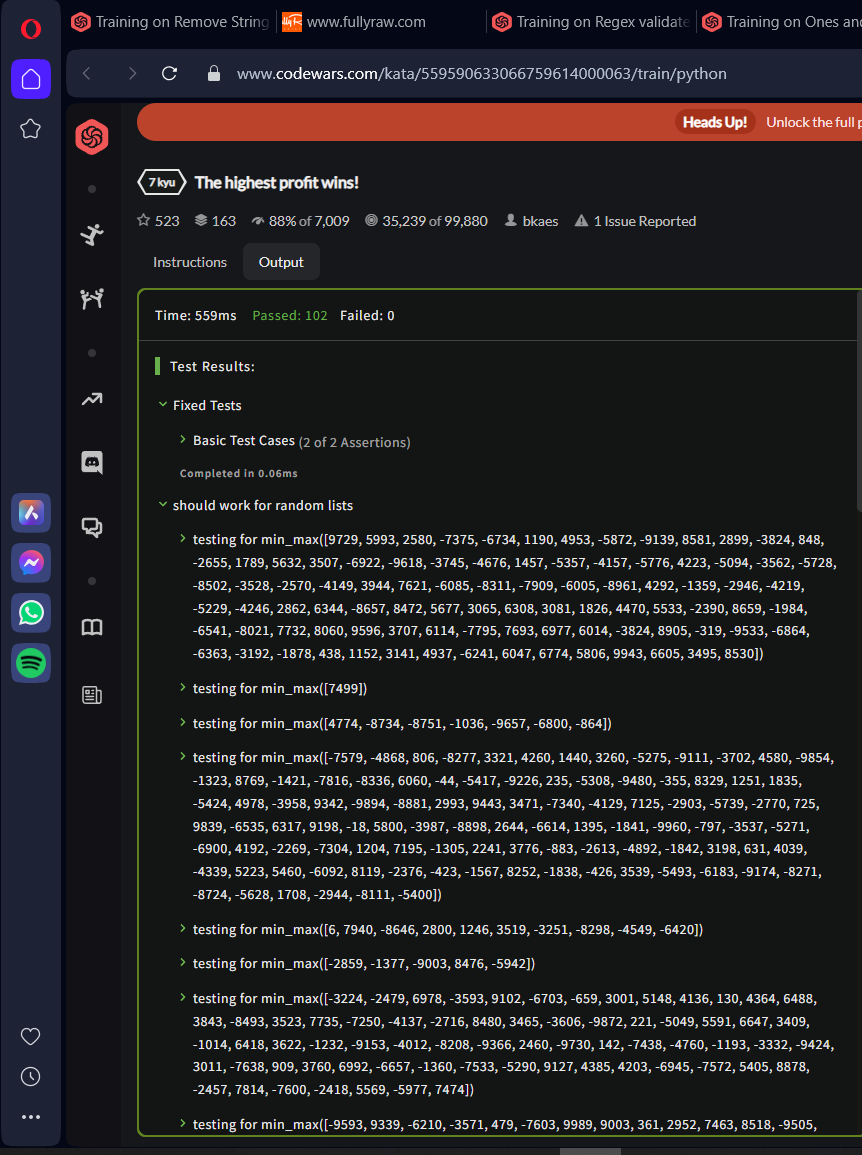 Training on Remove String
www.fullyraw.com
Training on Regex validate
Training on Ones an
www.codewars.com/kata/559590633066759614000063/train/python
Heads Up! Unlock the full p
7 kyu The highest profit wins!
523 163 88% of 7,009 35,239 of 99,880 bkaes 1 Issue Reported
Instructions Output
Time: 559ms Passed: 102 Failed: 0
Test Results:
Fixed Tests
Basic Test Cases (2 of 2 Assertions)
Completed in 0.06ms
should work for random lists
testing for min_max([9729, 5993, 2580, -7375, -6734, 1190, 4953, -5872, -9139, 8581, 2899, -3824, 848,
-2655, 1789, 5632, 3507, -6922, -9618, -3745, -4676, 1457, -5357, -4157, -5776, 4223, -5094, -3562, -5728,
-8502, -3528, -2570, -4149, 3944, 7621, -6085, -8311, -7909, -6005, -8961, 4292, -1359, -2946, -4219,
-5229, -4246, 2862, 6344, -8657, 8472, 5677, 3065, 6308, 3081, 1826, 4470, 5533, -2390, 8659, -1984,
-6541, -8021, 7732, 8060, 9596, 3707, 6114, -7795, 7693, 6977, 6014, -3824, 8905, -319, -9533, -6864,
-6363, -3192, -1878, 438, 1152, 3141, 4937, -6241, 6047, 6774, 5806, 9943, 6605, 3495, 8530])
testing for min_max([7499])
testing for min_max([4774, -8734, -8751, -1036, -9657, -6800, -864])
testing for min_max([-7579, -4868, 806, -8277, 3321, 4260, 1440, 3260, -5275, -9111, -3702, 4580, -9854,
-1323, 8769, -1421, -7816, -8336, 6060, -44, -5417, -9226, 235, -5308, -9480, -355, 8329, 1251, 1835,
-5424, 4978, -3958, 9342, -9894, -8881, 2993, 9443, 3471, -7340, -4129, 7125, -2903, -5739, -2770, 725,
9839, -6535, 6317, 9198, -18, 5800, -3987, -8898, 2644, -6614, 1395, -1841, -9960, -797, -3537, -5271,
-6900, 4192, -2269, -7304, 1204, 7195, -1305, 2241, 3776, -883, -2613, -4892, -1842, 3198, 631, 4039,
-4339, 5223, 5460, -6092, 8119, -2376, -423, -1567, 8252, -1838, -426, 3539, -5493, -6183, -9174, -8271,
-8724, -5628, 1708, -2944, -8111, -5400])
testing for min_max([6, 7940, -8646, 2800, 1246, 3519, -3251, -8298, -4549, -6420])
testing for min_max([-2859, -1377, -9003, 8476, -5942])
testing for min_max([-3224, -2479, 6978, -3593, 9102, -6703, -659, 3001, 5148, 4136, 130, 4364, 6488,
3843, -8493, 3523, 7735, -7250, -4137, -2716, 8480, 3465, -3606, -9872, 221, -5049, 5591, 6647, 3409,
-1014, 6418, 3622, -1232, -9153, -4012, -8208, -9366, 2460, -9730, 142, -7438, -4760, -1193, -3332, -9424,
3011, -7638, 909, 3760, 6992, -6657, -1360, -7533, -5290, 9127, 4385, 4203, -6945, -7572, 5405, 8878,
-2457, 7814, -7600, -2418, 5569, -5977, 7474])
testing for min_max([-9593, 9339, -6210, -3571, 479, -7603, 9989, 9003, 361, 2952, 7463, 8518, -9505,